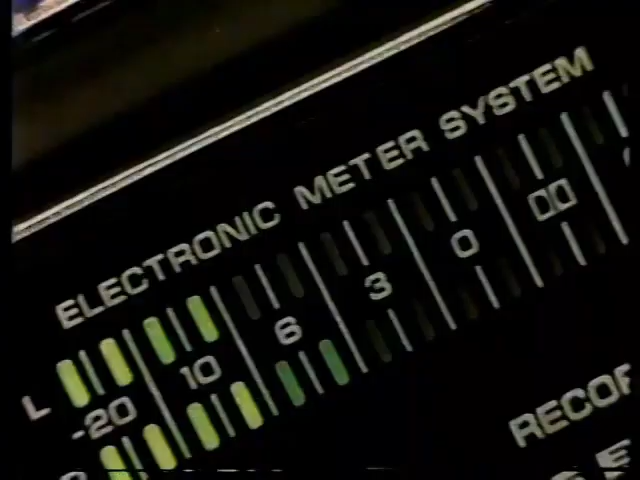 ELECTRONIC METER SYSTEM
L
-20 10 6 3 0
RECOR